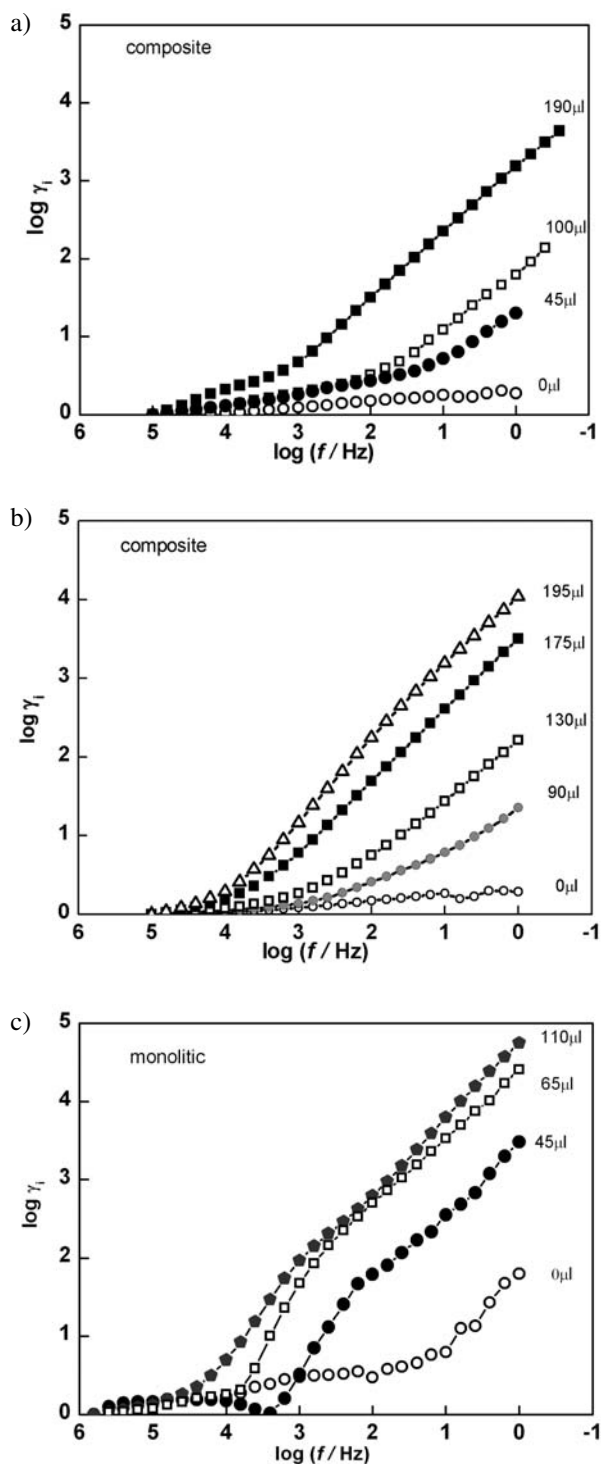 a)
5
composite
190μl
4
3
log γi
100μl
2
45μl
1
0μl
0
6 5 4 3 2 1 0 -1
log (f / Hz)
b)
5
composite
195μl
4
175μl
3
log γi
130μl
2
90μl
1
0μl
0
6 5 4 3 2 1 0 -1
log (f / Hz)
c)
5
110μl
monolitic
65μl
4
45μl
3
log γi
0μl
2
1
0
6 5 4 3 2 1 0 -1
log (f / Hz)